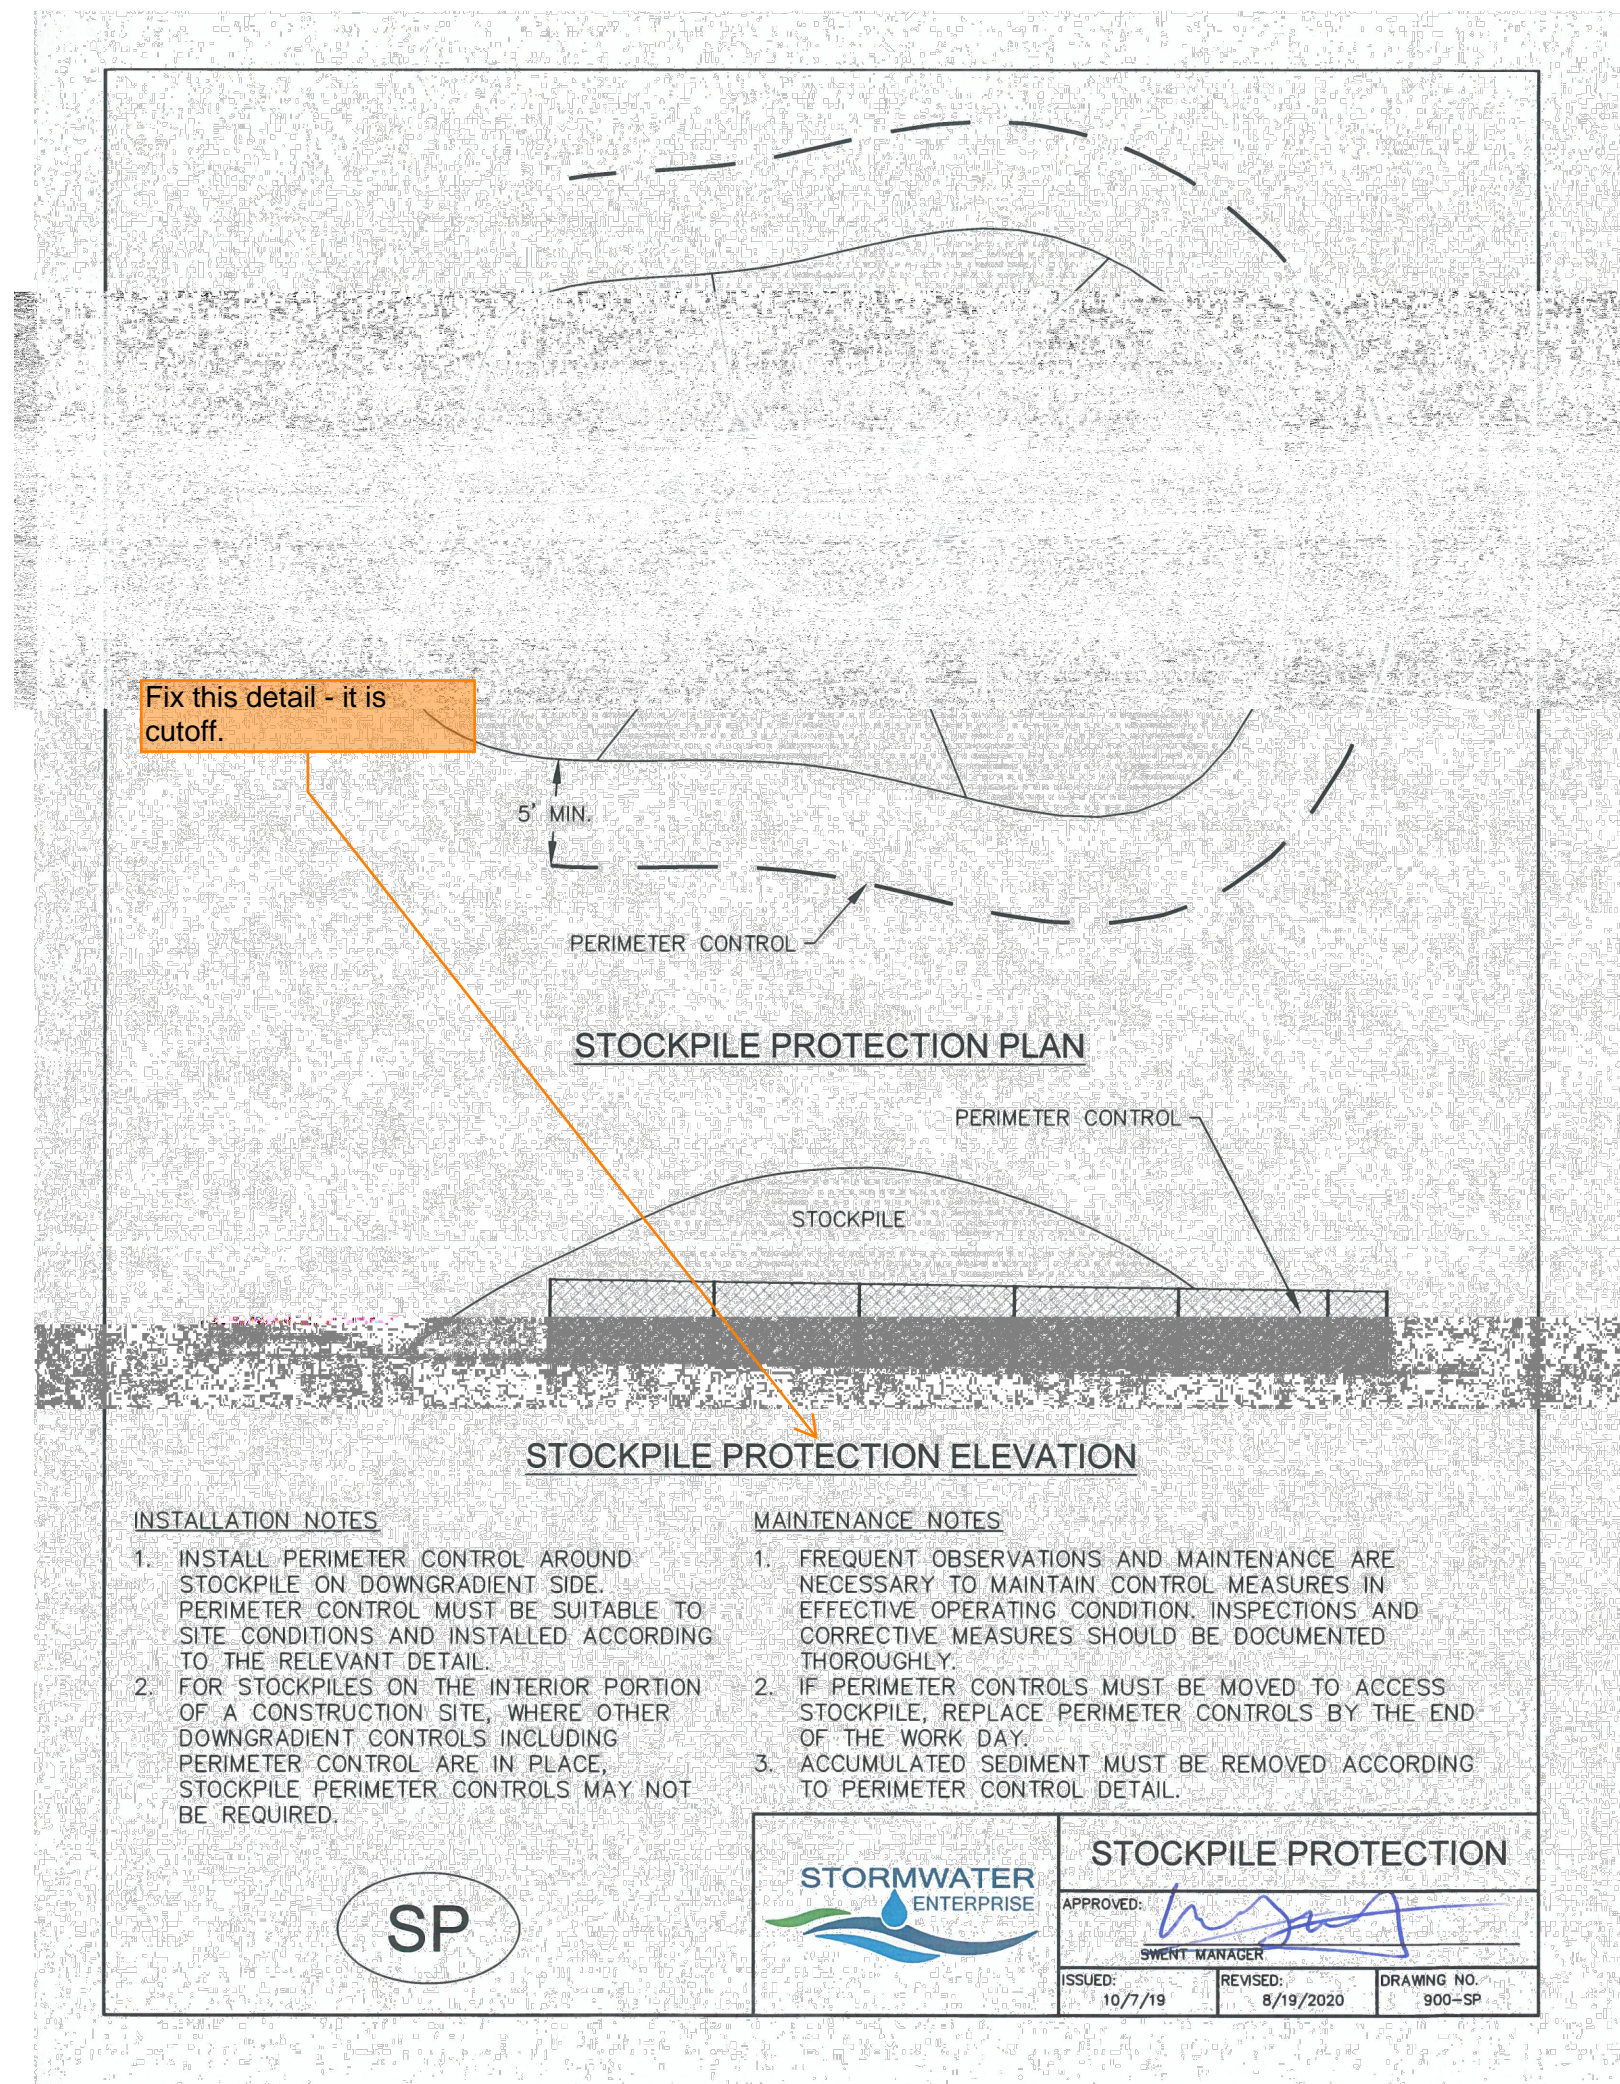 Fix this detail - it is
cutoff.
5' MIN.
PERIMETER CONTROL
STOCKPILE PROTECTION PLAN
PERIMETER CONTROL
STOCKPILE
STOCKPILE PROTECTION ELEVATION
INSTALLATION NOTES
1. INSTALL PERIMETER CONTROL AROUND
STOCKPILE ON DOWNGRADIENT SIDE.
PERIMETER CONTROL MUST BE SUITABLE TO
SITE CONDITIONS AND INSTALLED ACCORDING
TO THE RELEVANT DETAIL.
2. FOR STOCKPILES ON THE INTERIOR PORTION
OF A CONSTRUCTION SITE, WHERE OTHER
DOWNGRADIENT CONTROLS INCLUDING
PERIMETER CONTROL ARE IN PLACE,
STOCKPILE PERIMETER CONTROLS MAY NOT
BE REQUIRED.
MAINTENANCE NOTES
1. FREQUENT OBSERVATIONS AND MAINTENANCE ARE
NECESSARY TO MAINTAIN CONTROL MEASURES IN
EFFECTIVE OPERATING CONDITION. INSPECTIONS AND
CORRECTIVE MEASURES SHOULD BE DOCUMENTED
THOROUGHLY.
2. IF PERIMETER CONTROLS MUST BE MOVED TO ACCESS
STOCKPILE, REPLACE PERIMETER CONTROLS BY THE END
OF THE WORK DAY.
3. ACCUMULATED SEDIMENT MUST BE REMOVED ACCORDING
TO PERIMETER CONTROL DETAIL.
SP
STORMWATER
ENTERPRISE
STOCKPILE PROTECTION
APPROVED:
SWENT MANAGER
ISSUED:
10/7/19
REVISED:
8/19/2020
DRAWING NO.
900-SP